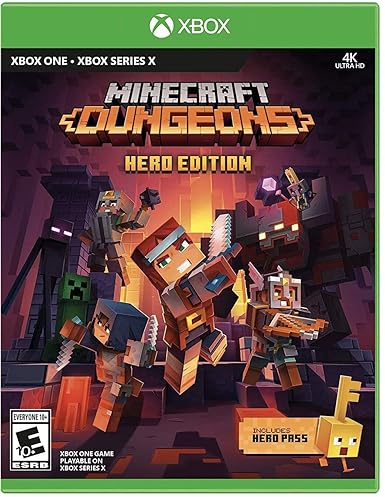 XBOX
XBOX ONE • XBOX SERIES X
4K
ULTRA HD
MINECRAFT
DUNGEONS
HERO EDITION
INCLUDES
HERO PASS
EVERYONE 10+
E
10+
ESRB
XBOX ONE GAME
PLAYABLE ON
XBOX SERIES X